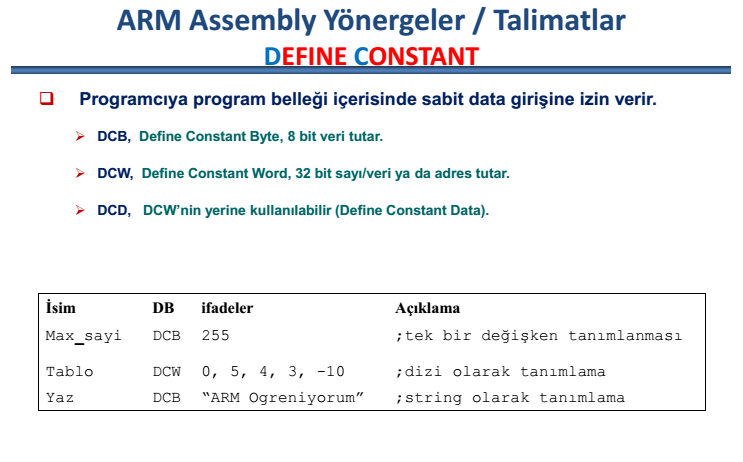 ARM Assembly Yönergeler / Talimatlar
DEFINE CONSTANT
Programcıya program belleği içerisinde sabit data girişine izin verir.
DCB, Define Constant Byte, 8 bit veri tutar.
DCW, Define Constant Word, 32 bit sayı/veri ya da adres tutar.
DCD, DCW’nin yerine kullanılabilir (Define Constant Data).
İsim DB ifadeler Açıklama
Max_sayi DCB 255 ;tek bir değişken tanımlanması
Tablo DCW 0, 5, 4, 3, -10 ;dizi olarak tanımlama
Yaz DCB “ARM Ogreniyorum” ;string olarak tanımlama